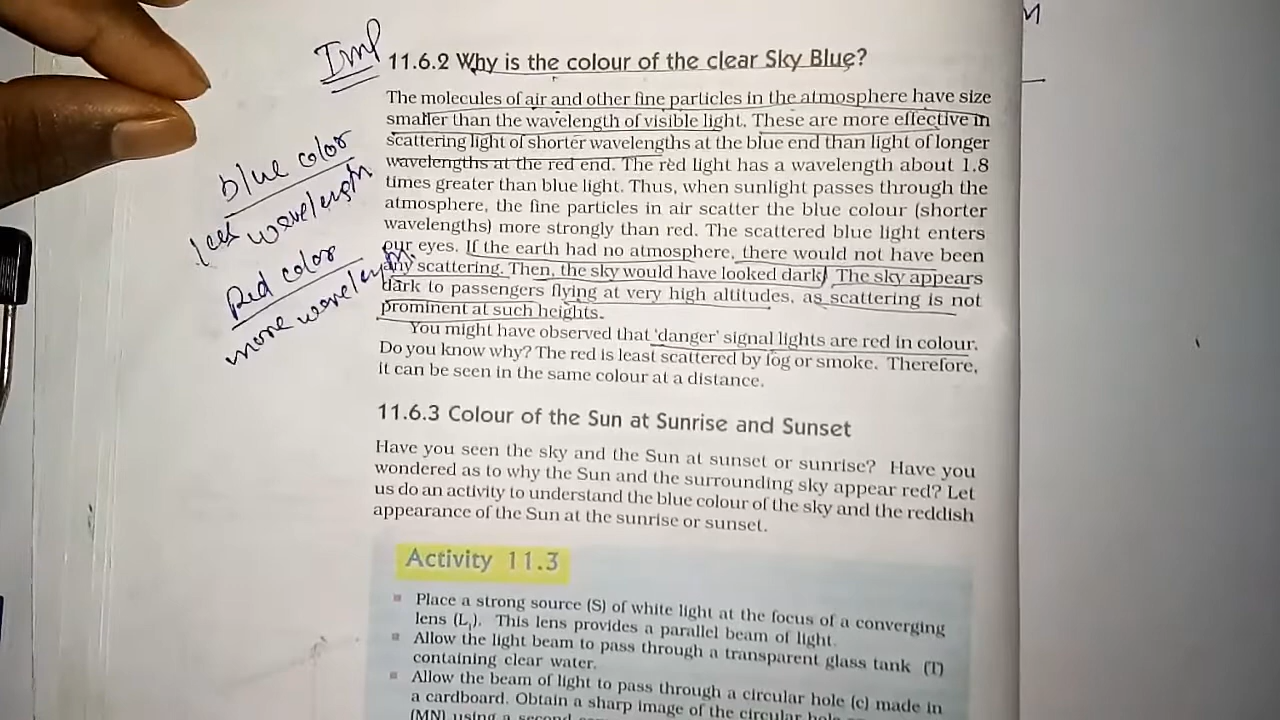 Imp
11.6.2 Why is the colour of the clear Sky Blue?
The molecules of air and other fine particles in the atmosphere have size
smaller than the wavelength of visible light. These are more effective in
scattering light of shorter wavelengths at the blue end than light of longer
wavelengths at the red end. The red light has a wavelength about 1.8
times greater than blue light. Thus, when sunlight passes through the
atmosphere, the fine particles in air scatter the blue colour (shorter
wavelengths) more strongly than red. The scattered blue light enters
our eyes. If the earth had no atmosphere, there would not have been
any scattering. Then, the sky would have looked dark. The sky appears
dark to passengers flying at very high altitudes, as scattering is not
prominent at such heights.
You might have observed that 'danger' signal lights are red in colour.
Do you know why? The red is least scattered by fog or smoke. Therefore,
it can be seen in the same colour at a distance.
blue color
less wavelength
Red color
more wavelength
11.6.3 Colour of the Sun at Sunrise and Sunset
Have you seen the sky and the Sun at sunset or sunrise? Have you
wondered as to why the Sun and the surrounding sky appear red? Let
us do an activity to understand the blue colour of the sky and the reddish
appearance of the Sun at the sunrise or sunset.
Activity 11.3
Place a strong source (S) of white light at the focus of a converging
lens (L₁). This lens provides a parallel beam of light.
Allow the light beam to pass through a transparent glass tank (T)
containing clear water.
Allow the beam of light to pass through a circular hole (c) made in
a cardboard. Obtain a sharp image of the circular hole
(MN) using a second